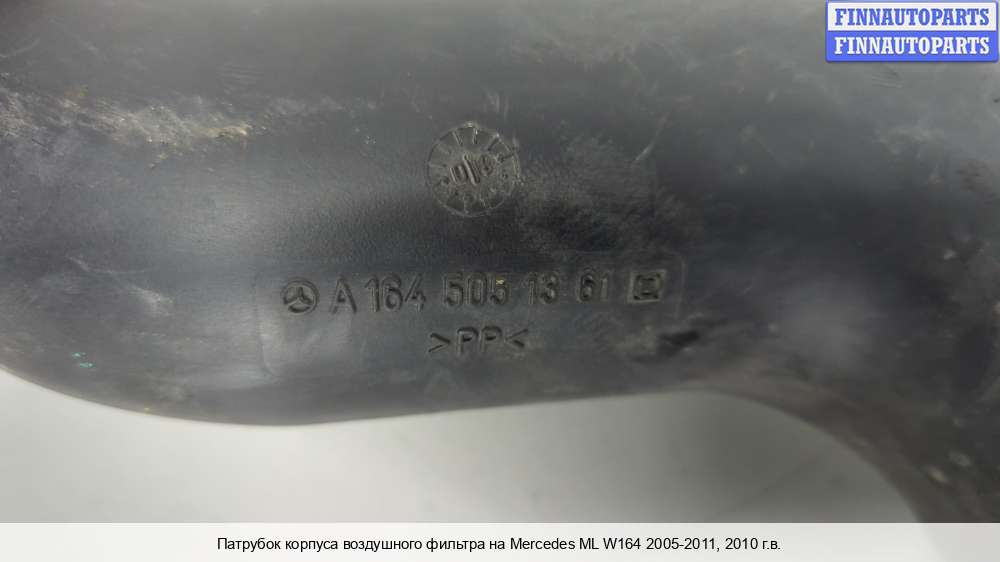 FINNAUTOPARTS
FINNAUTOPARTS
A 164 505 13 61
>PP<
Патрубок корпуса воздушного фильтра на Mercedes ML W164 2005-2011, 2010 г.в.